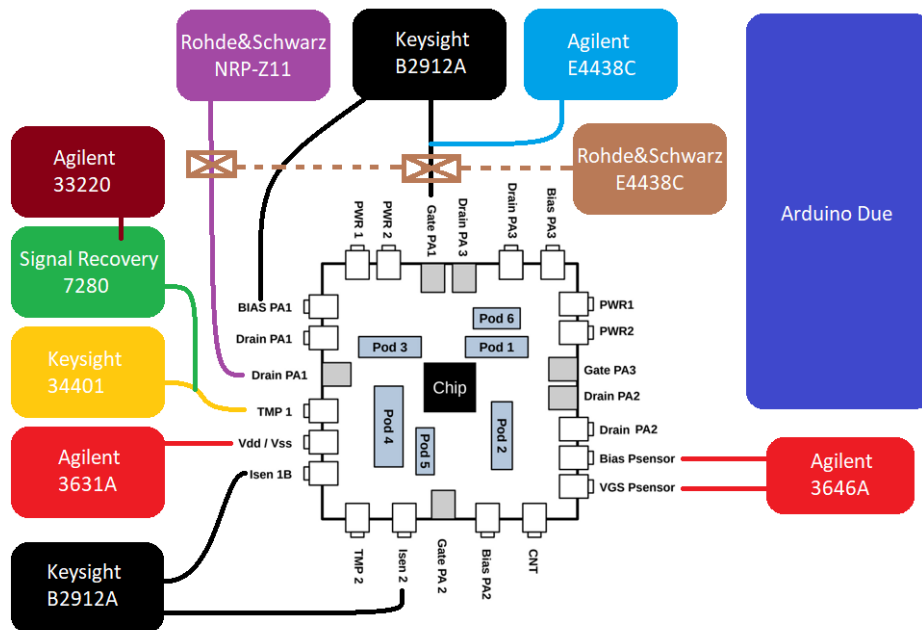 Rohde&Schwarz
NRP-Z11
Keysight
B2912A
Agilent
E4438C
Agilent
33220
Rohde&Schwarz
E4438C
Arduino Due
Signal Recovery
7280
Keysight
34401
Agilent
3631A
Keysight
B2912A
Agilent
3646A
PWR 1
PWR 2
Gate PA1
Drain PA 3
Drain PA3
Bias PA3
BIAS PA1
Drain PA1
Drain PA1
TMP 1
Vdd / Vss
Isen 1B
PWR1
PWR2
Gate PA3
Drain PA2
Drain PA2
Bias Psensor
VGS Psensor
Pod 6
Pod 3
Pod 1
Chip
Pod 4
Pod 5
Pod 2
TMP 2
Isen 2
Gate PA 2
Bias PA2
CNT